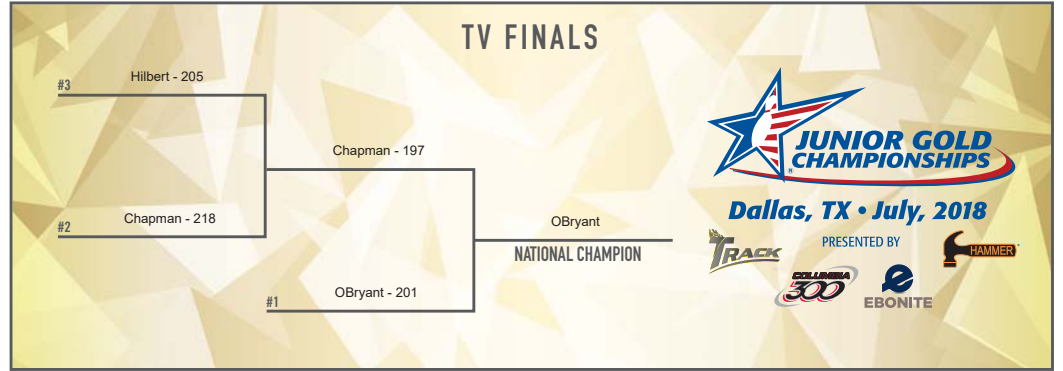 TV FINALS
#3
Hilbert - 205
Chapman - 197
#2
Chapman - 218
OBryant
NATIONAL CHAMPION
#1
OBryant - 201
JUNIOR GOLD
CHAMPIONSHIPS
®
Dallas, TX • July, 2018
PRESENTED BY
TRACK
HAMMER
COLUMBIA
300
EBONITE